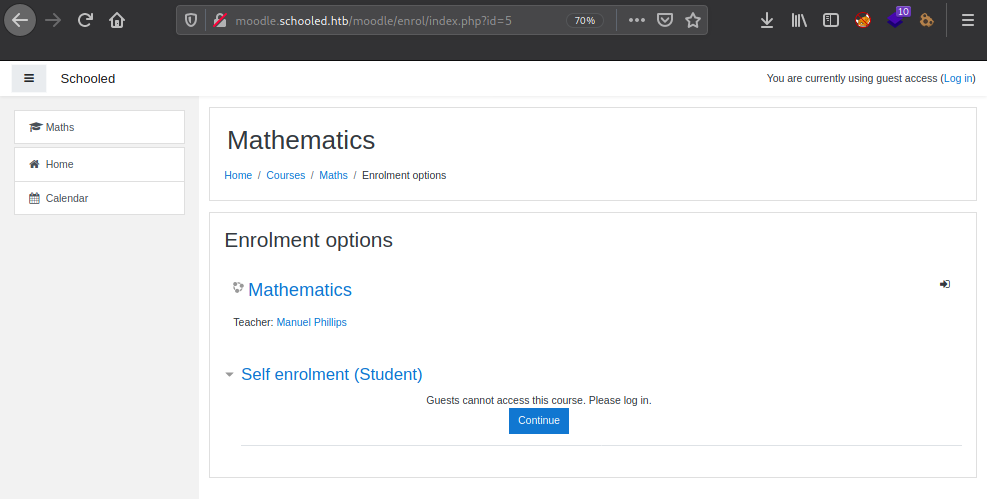 moodle.schooled.htb/moodle/enrol/index.php?id=5 70% 10
Schooled You are currently using guest access (Log in)
Maths
Home
Calendar
Mathematics
Home / Courses / Maths / Enrolment options
Enrolment options
Mathematics
Teacher: Manuel Phillips
Self enrolment (Student)
Guests cannot access this course. Please log in.
Continue